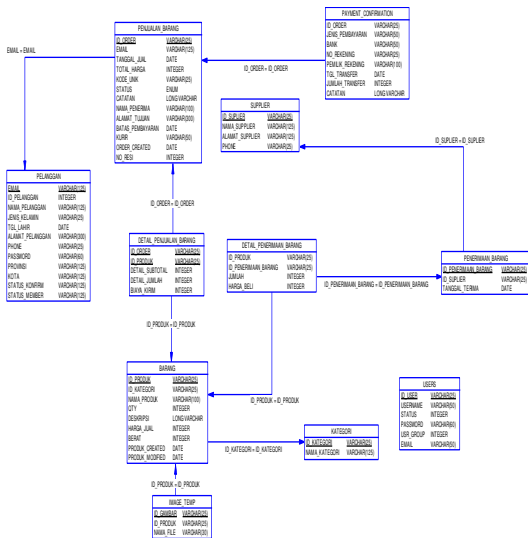 PENJUALAN_BARANG
ID_ORDER VARCHAR(25)
EMAIL VARCHAR(125)
TANGGAL_JUAL DATE
TOTAL_HARGA INTEGER
KODE_UNIK VARCHAR(25)
STATUS ENUM
CATATAN LONG VARCHAR
NAMA_PENERIMA VARCHAR(100)
ALAMAT_TUJUAN VARCHAR(300)
BATAS_PEMBAYARAN DATE
KURIR VARCHAR(50)
ORDER_CREATED DATE
NO_RESI INTEGER
PAYMENT_CONFIRMATION
ID_ORDER VARCHAR(25)
JENIS_PEMBAYARAN VARCHAR(50)
BANK VARCHAR(50)
NO_REKENING VARCHAR(25)
PEMILIK_REKENING VARCHAR(100)
TGL_TRANSFER DATE
JUMLAH_TRANSFER INTEGER
CATATAN LONG VARCHAR
EMAIL = EMAIL
ID_ORDER = ID_ORDER
SUPPLIER
ID_SUPLIER VARCHAR(25)
NAMA_SUPPLIER VARCHAR(125)
ALAMAT_SUPPLIER VARCHAR(125)
PHONE VARCHAR(25)
ID_SUPLIER = ID_SUPLIER
PELANGGAN
EMAIL VARCHAR(125)
ID_PELANGGAN INTEGER
NAMA_PELANGGAN VARCHAR(125)
JENIS_KELAMIN VARCHAR(25)
TGL_LAHIR DATE
ALAMAT_PELANGGAN VARCHAR(300)
PHONE VARCHAR(25)
PASSWORD VARCHAR(60)
PROVINSI VARCHAR(125)
KOTA VARCHAR(125)
STATUS_KONFIRM VARCHAR(125)
STATUS_MEMBER VARCHAR(125)
ID_ORDER = ID_ORDER
DETAIL_PENJUALAN_BARANG
ID_ORDER VARCHAR(25)
ID_PRODUK VARCHAR(25)
DETAIL_SUBTOTAL INTEGER
DETAIL_JUMLAH INTEGER
BIAYA_KIRIM INTEGER
DETAIL_PENERIMAAN_BARANG
ID_PRODUK VARCHAR(25)
ID_PENERIMAAN_BARANG VARCHAR(25)
JUMLAH INTEGER
HARGA_BELI INTEGER
PENERIMAAN BARANG
ID_PENERIMAAN_BARANG VARCHAR(25)
ID_SUPLIER VARCHAR(25)
TANGGAL_TERIMA DATE
ID_PENERIMAAN_BARANG = ID_PENERIMAAN_BARANG
ID_PRODUK = ID_PRODUK
BARANG
ID_PRODUK VARCHAR(25)
ID_KATEGORI VARCHAR(25)
NAMA_PRODUK VARCHAR(100)
QTY INTEGER
DESKRIPSI LONG VARCHAR
HARGA_JUAL INTEGER
BERAT INTEGER
PRODUK_CREATED DATE
PRODUK_MODIFIED DATE
ID_PRODUK = ID_PRODUK
USERS
ID_USER VARCHAR(25)
USERNAME VARCHAR(50)
STATUS INTEGER
PASSWORD VARCHAR(60)
USR_GROUP INTEGER
EMAIL VARCHAR(50)
KATEGORI
ID_KATEGORI VARCHAR(25)
NAMA_KATEGORI VARCHAR(125)
ID_KATEGORI = ID_KATEGORI
ID_PRODUK = ID_PRODUK
IMAGE_TEMP
ID_GAMBAR VARCHAR(25)
ID_PRODUK VARCHAR(25)
NAMA_FILE VARCHAR(30)